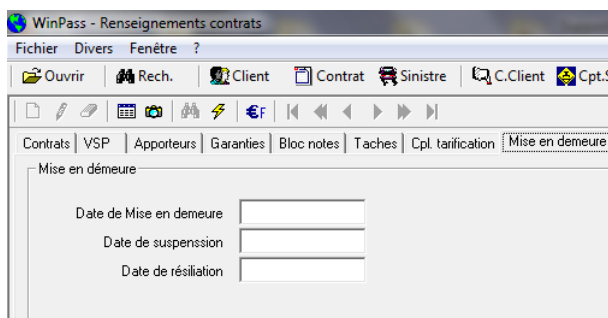 WinPass - Renseignements contrats
Fichier Divers Fenêtre ?
Ouvrir Rech. Client Contrat Sinistre C.Client Cpt.S
€F
Contrats VSP Apporteurs Garanties Bloc notes Taches Cpl. tarification Mise en demeure
Mise en démeure
Date de Mise en demeure
Date de suspenssion
Date de résiliation